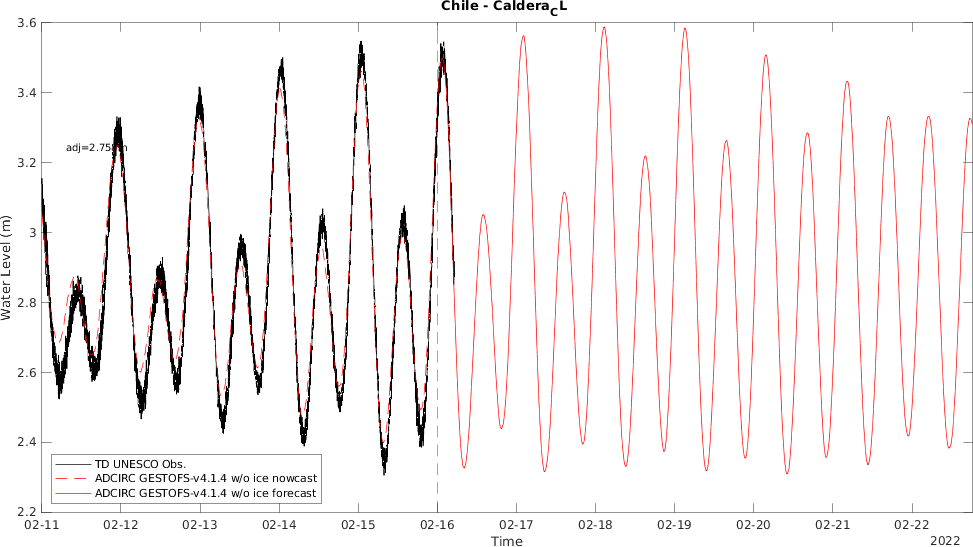 Chile - Caldera_CL
3.6
3.4
3.2
3
2.8
2.6
2.4
2.2
Water Level (m)
adj=2.758m
TD UNESCO Obs.
ADCIRC GESTOFS-v4.1.4 w/o ice nowcast
ADCIRC GESTOFS-v4.1.4 w/o ice forecast
02-11 02-12 02-13 02-14 02-15 02-16 02-17 02-18 02-19 02-20 02-21 02-22
Time
2022